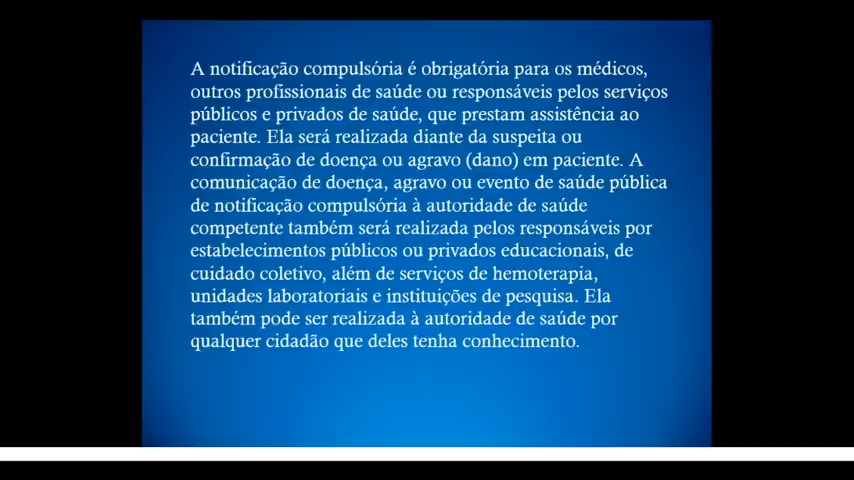 A notificação compulsória é obrigatória para os médicos,
outros profissionais de saúde ou responsáveis pelos serviços
públicos e privados de saúde, que prestam assistência ao
paciente. Ela será realizada diante da suspeita ou
confirmação de doença ou agravo (dano) em paciente. A
comunicação de doença, agravo ou evento de saúde pública
de notificação compulsória à autoridade de saúde
competente também será realizada pelos responsáveis por
estabelecimentos públicos ou privados educacionais, de
cuidado coletivo, além de serviços de hemoterapia,
unidades laboratoriais e instituições de pesquisa. Ela
também pode ser realizada à autoridade de saúde por
qualquer cidadão que deles tenha conhecimento.